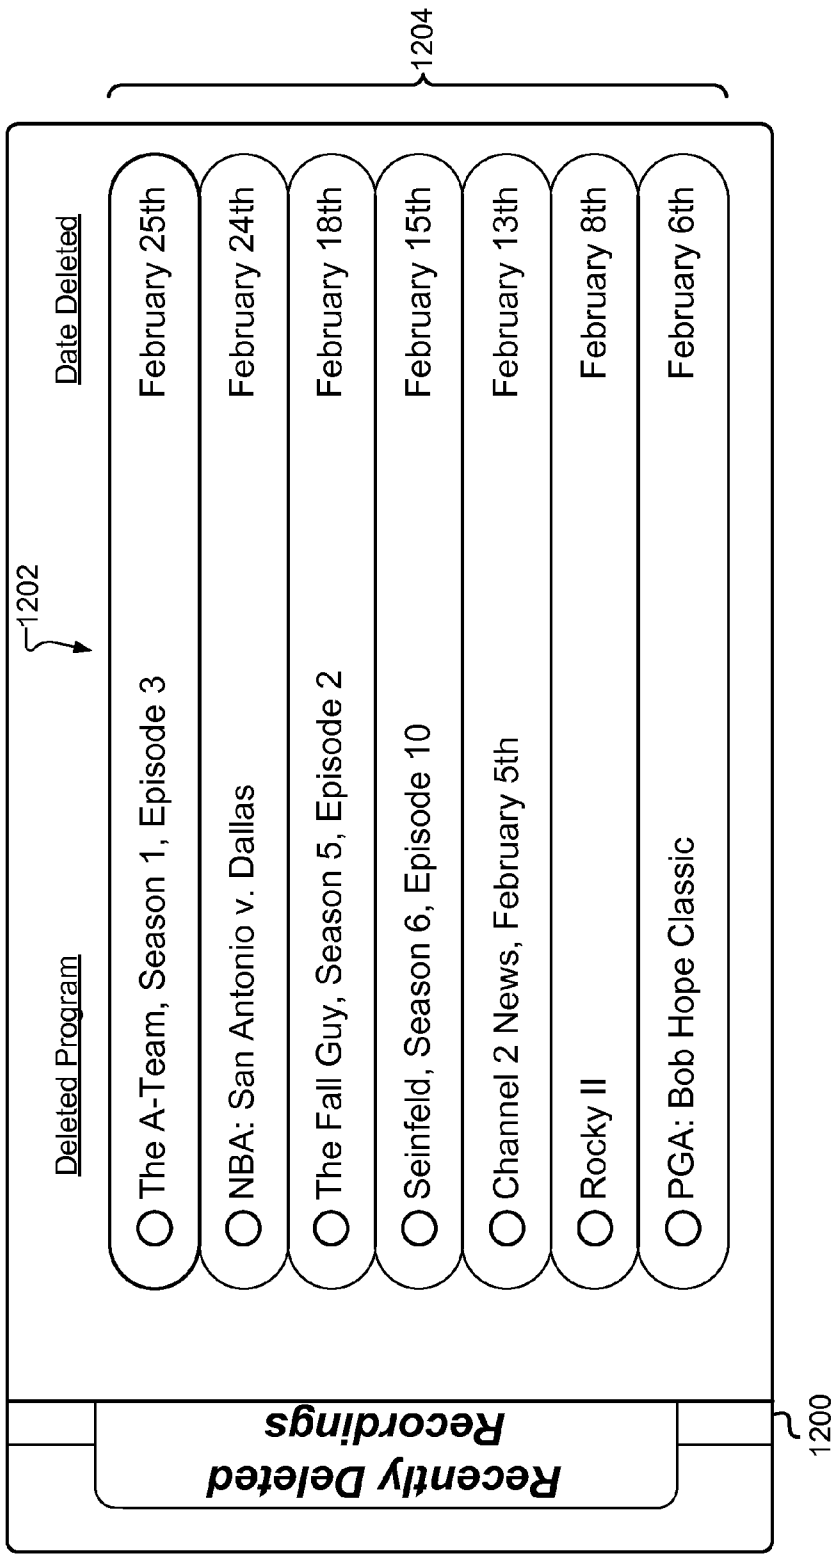 Recently Deleted
Recordings
1202
Deleted Program Date Deleted
The A-Team, Season 1, Episode 3 February 25th
NBA: San Antonio v. Dallas February 24th
The Fall Guy, Season 5, Episode 2 February 18th
Seinfeld, Season 6, Episode 10 February 15th
Channel 2 News, February 5th February 13th
Rocky II February 8th
PGA: Bob Hope Classic February 6th
1204
1200